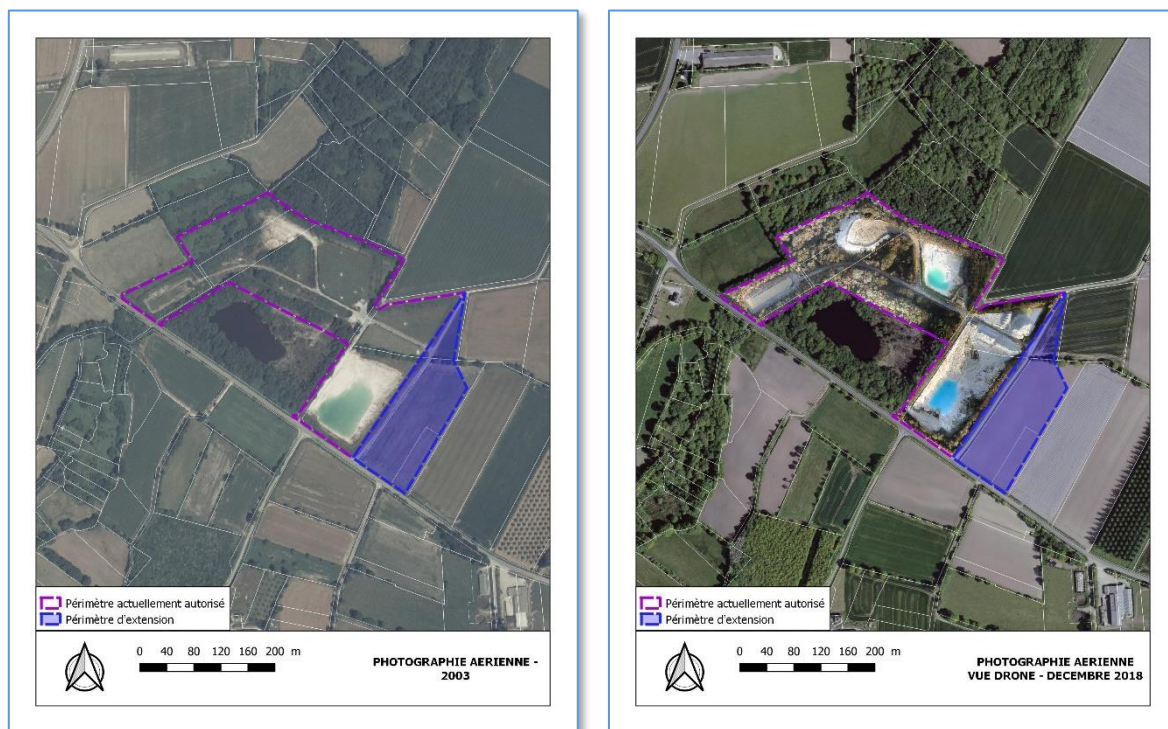 Périmètre actuellement autorisé
Périmètre d'extension
0 40 80 120 160 200 m
PHOTOGRAPHIE AERIENNE -
2003
Périmètre actuellement autorisé
Périmètre d'extension
0 40 80 120 160 200 m
PHOTOGRAPHIE AERIENNE
VUE DRONE - DECEMBRE 2018